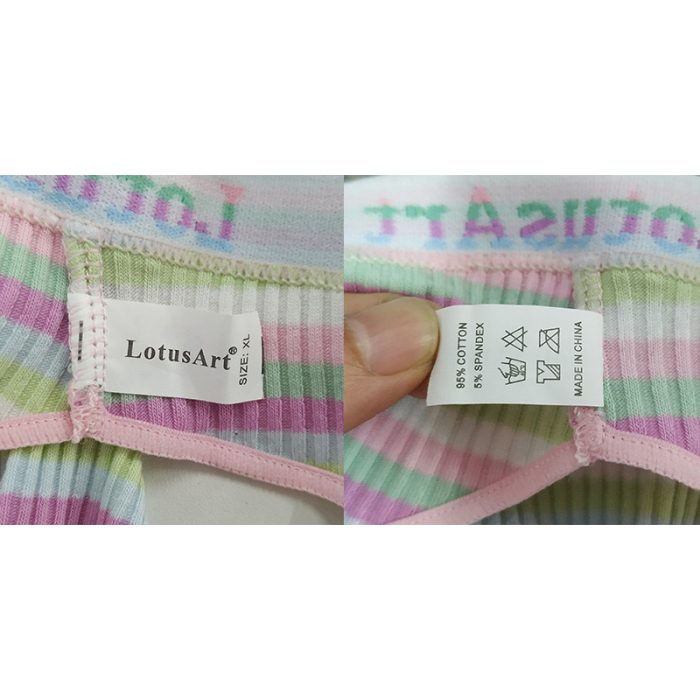 LotusArt®
SIZE: XL
LotusArt
95% COTTON
5% SPANDEX
MADE IN CHINA